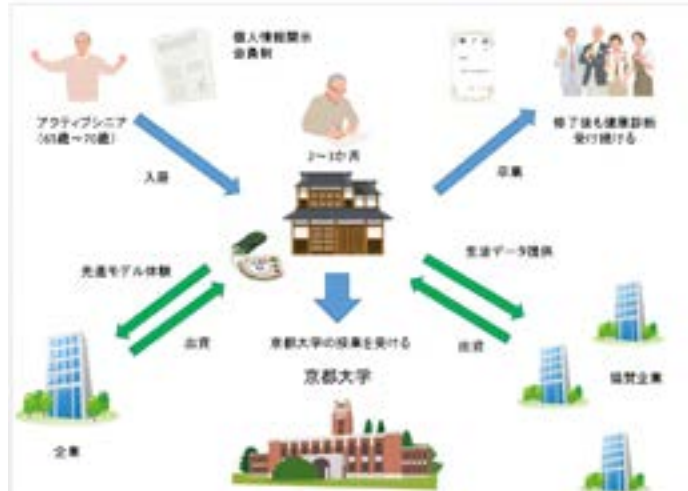 個人情報開示
会員制
アクティブシニア
(65歳～70歳)
2～3か月
修了後も健康診断
受け続ける
入居
卒業
先進モデル体験
生活データ提供
出資
京都大学の授業を受ける
出資
京都大学
協賛企業
企業